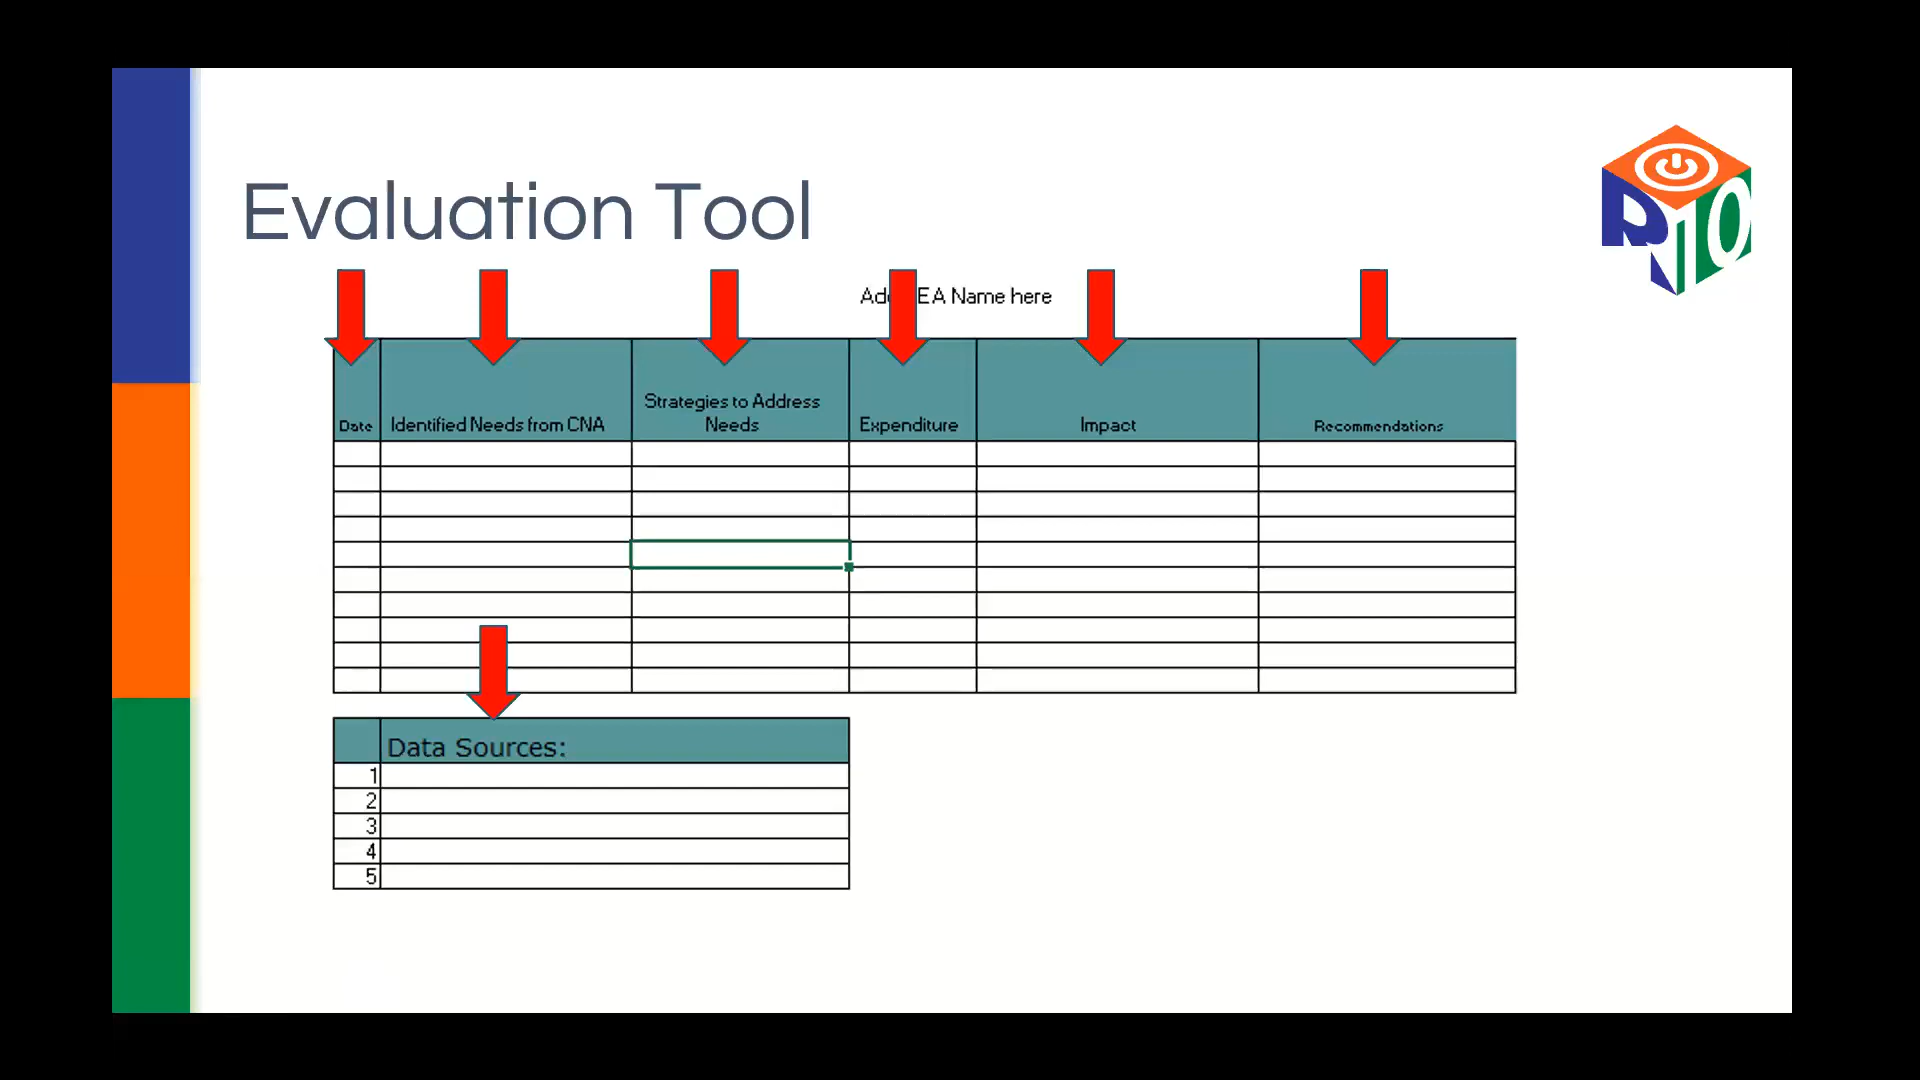 Evaluation Tool
R10
Ad EA Name here
Date Identified Needs from CNA Strategies to Address Needs Expenditure Impact Recommendations
Data Sources:
1
2
3
4
5